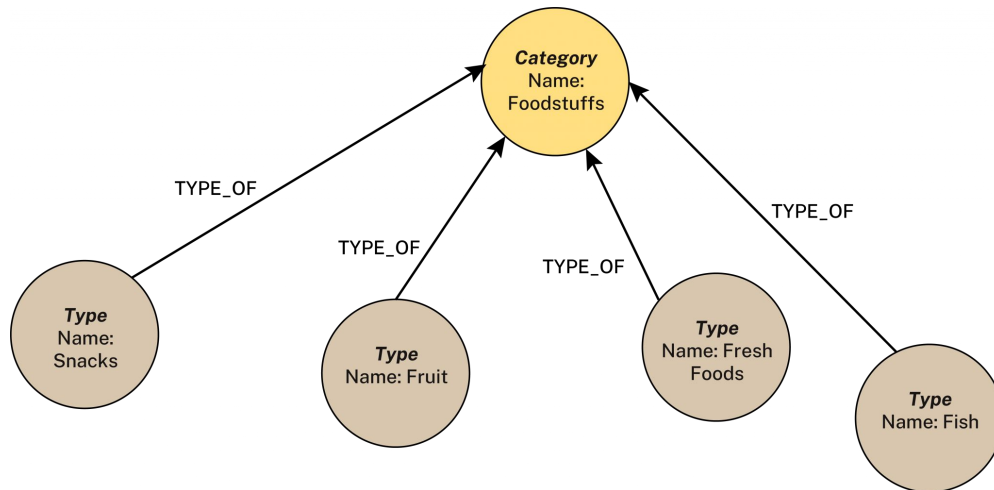 Category
Name:
Foodstuffs
TYPE_OF
TYPE_OF
TYPE_OF
TYPE_OF
Type
Name:
Snacks
Type
Name: Fruit
Type
Name: Fresh
Foods
Type
Name: Fish